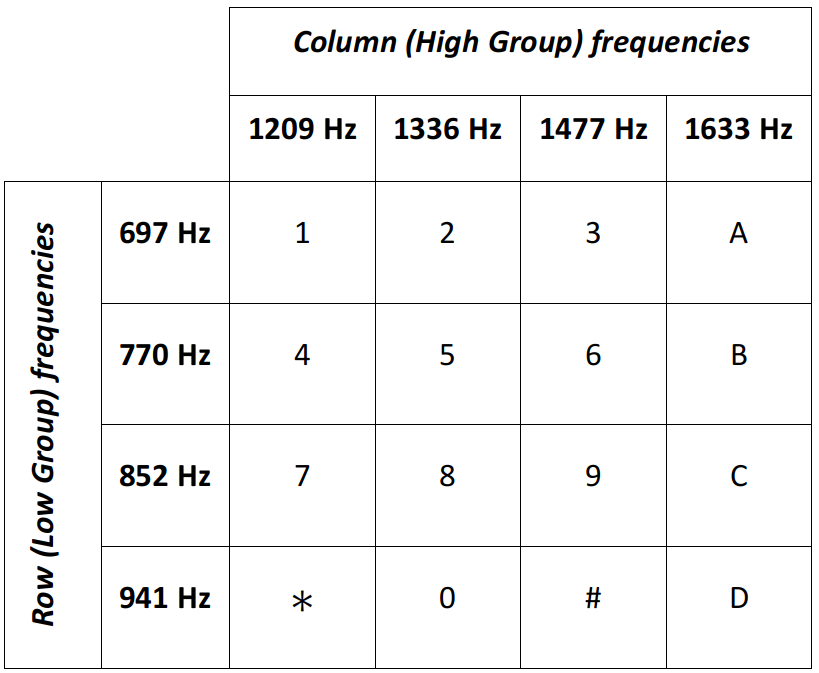 Column (High Group) frequencies
1209 Hz 1336 Hz 1477 Hz 1633 Hz
Row (Low Group) frequencies
697 Hz 1 2 3 A
770 Hz 4 5 6 B
852 Hz 7 8 9 C
941 Hz * 0 # D